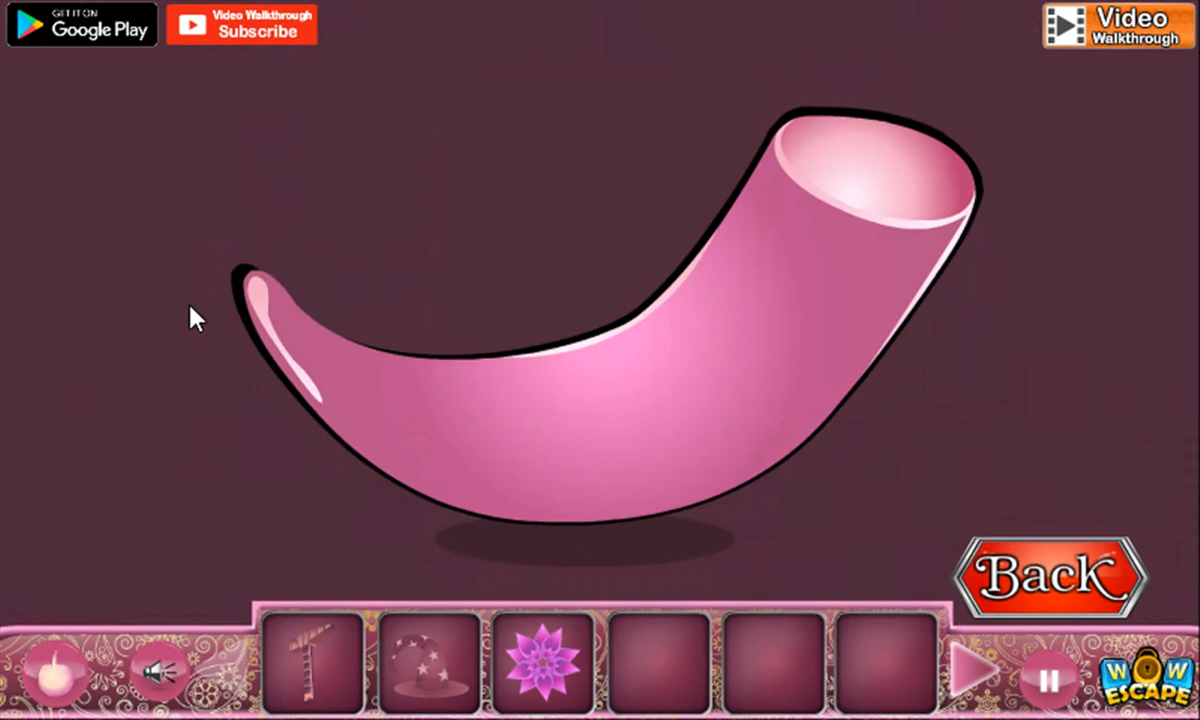 GET IT ON
Google Play
Video Walkthrough
Subscribe
Video
Walkthrough
Back
WOW
ESCAPE